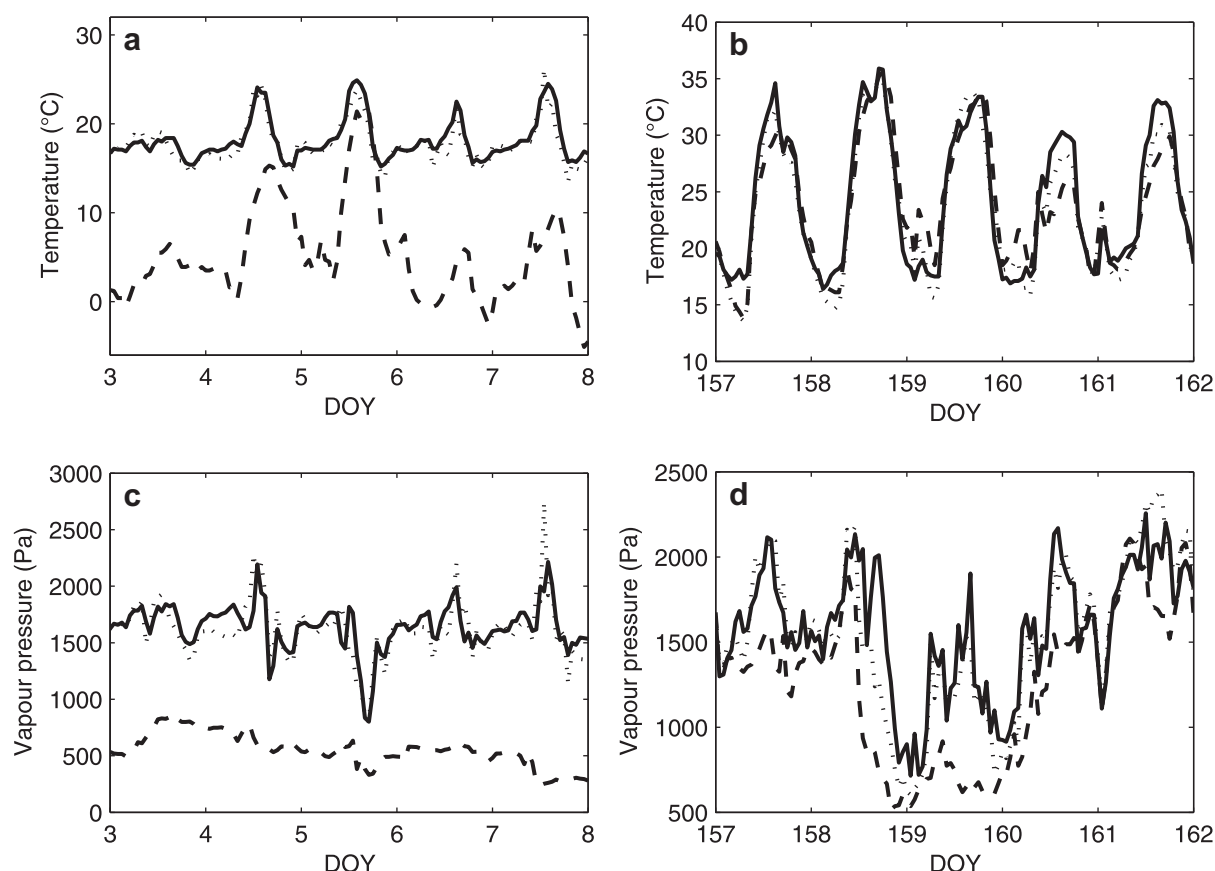 a
30
20
10
0
Temperature (°C)
3 4 5 6 7 8
DOY
b
40
35
30
25
20
15
10
Temperature (°C)
157 158 159 160 161 162
DOY
c
3000
2500
2000
1500
1000
500
0
Vapour pressure (Pa)
3 4 5 6 7 8
DOY
d
2500
2000
1500
1000
500
Vapour pressure (Pa)
157 158 159 160 161 162
DOY